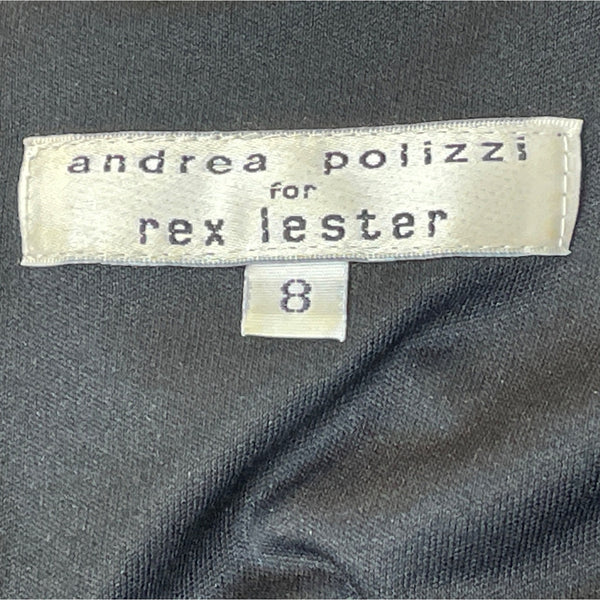 andrea polizzi
for
rex lester
8